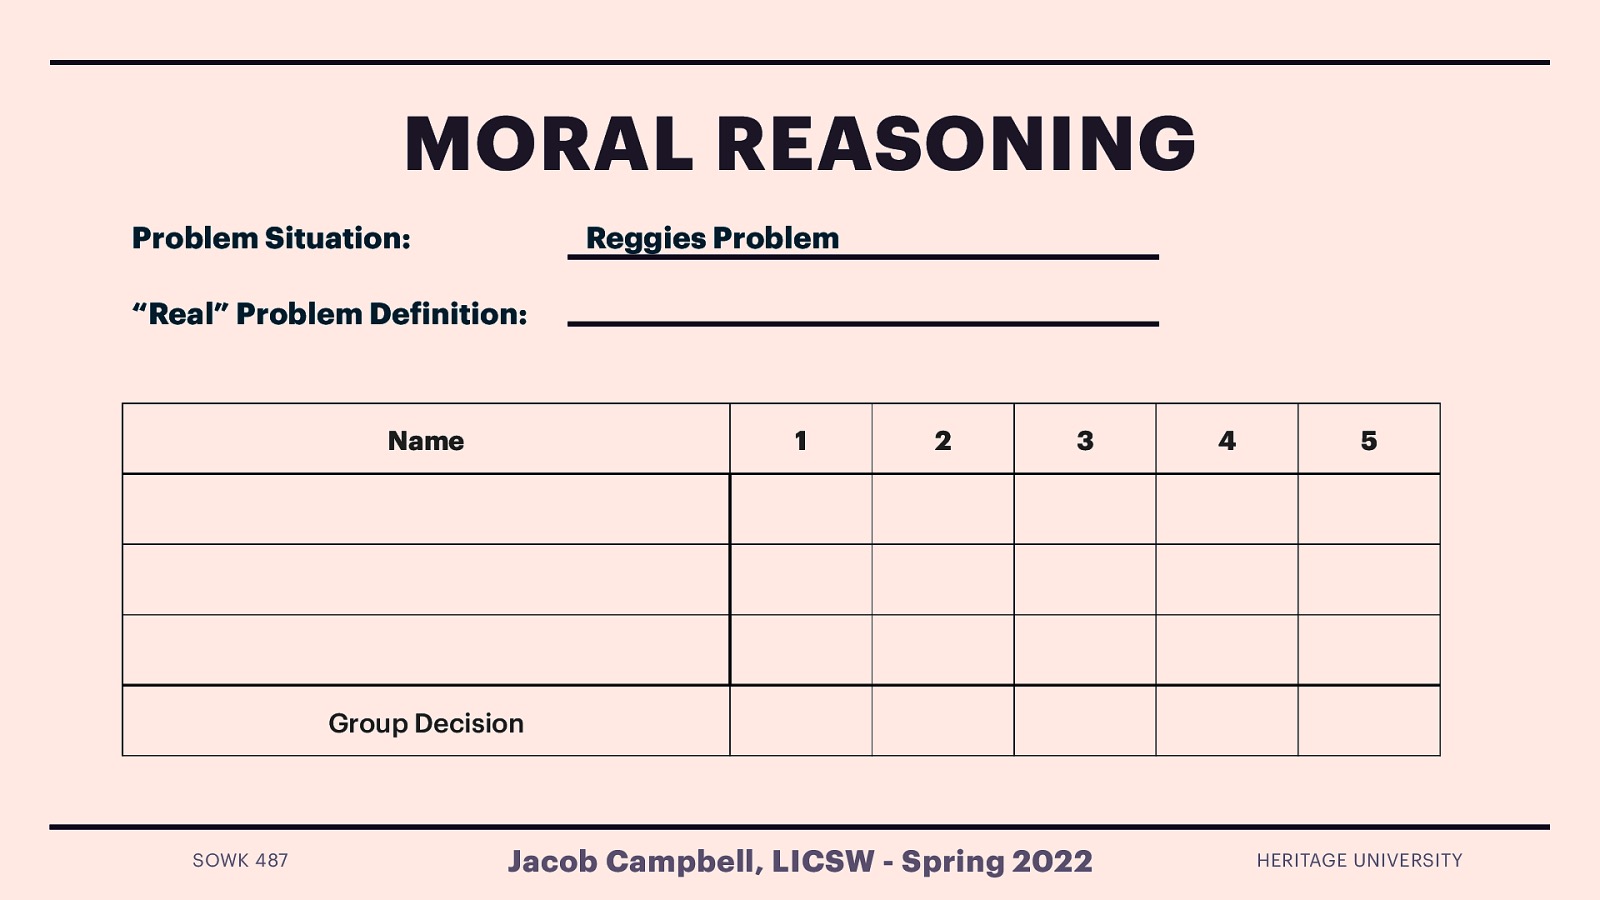 MORAL REASONING
Problem Situation: Reggies Problem
“Real” Problem Definition:
Name 1 2 3 4 5
Group Decision
SOWK 487 Jacob Campbell, LICSW - Spring 2022 HERITAGE UNIVERSITY